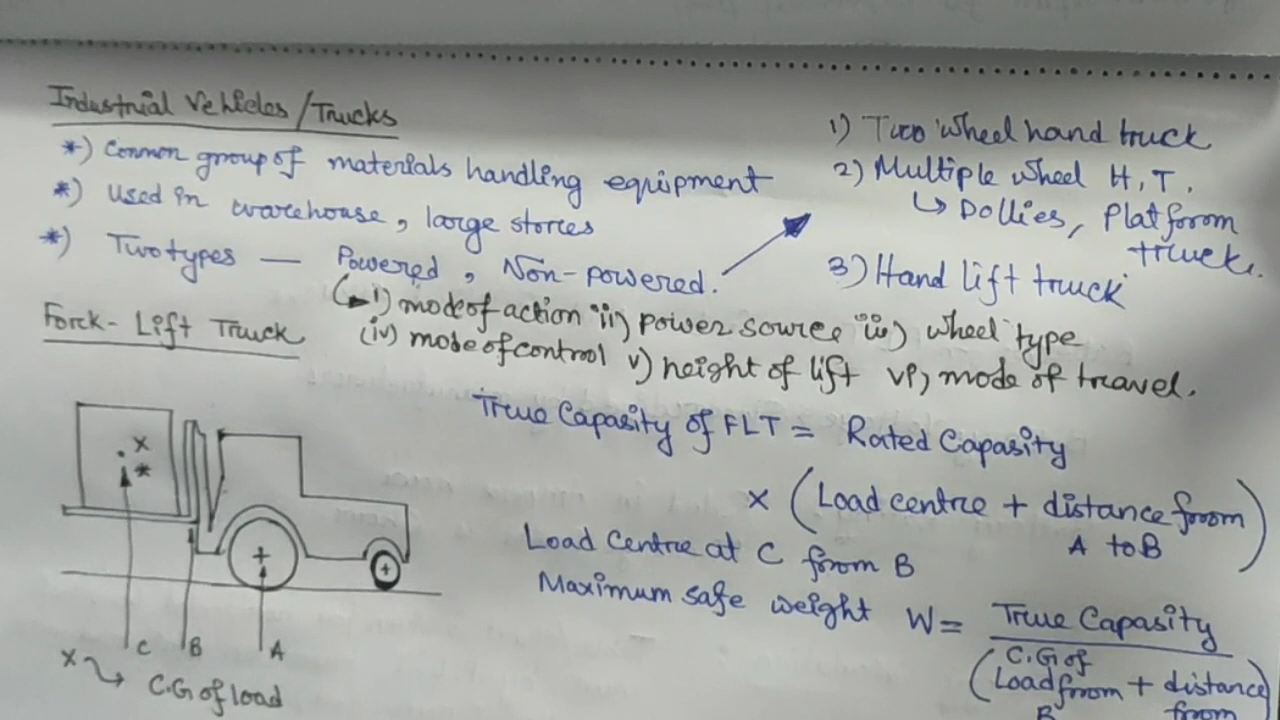 Industrial Vehicles/Trucks
*) Common group of materials handling equipment
*) Used in warehouse, large stores
*) Two types — Powered, Non-powered.
1) Two wheel hand truck
2) Multiple wheel H.T.
↳ Dollies, Platform
truck.
3) Hand lift truck
Fork-Lift Truck
(i) mode of action ii) power source iii) wheel type
(iv) mode of control v) height of lift vi) mode of travel.
True Capasity of FLT = Rated Capasity
x (Load centre + distance from
A to B)
Load Centre at C from B
Maximum safe weight W = True Capasity
(C.G of
Load from + distance
B from)
x
*
+
+
C B A
x ↳ C.G of load